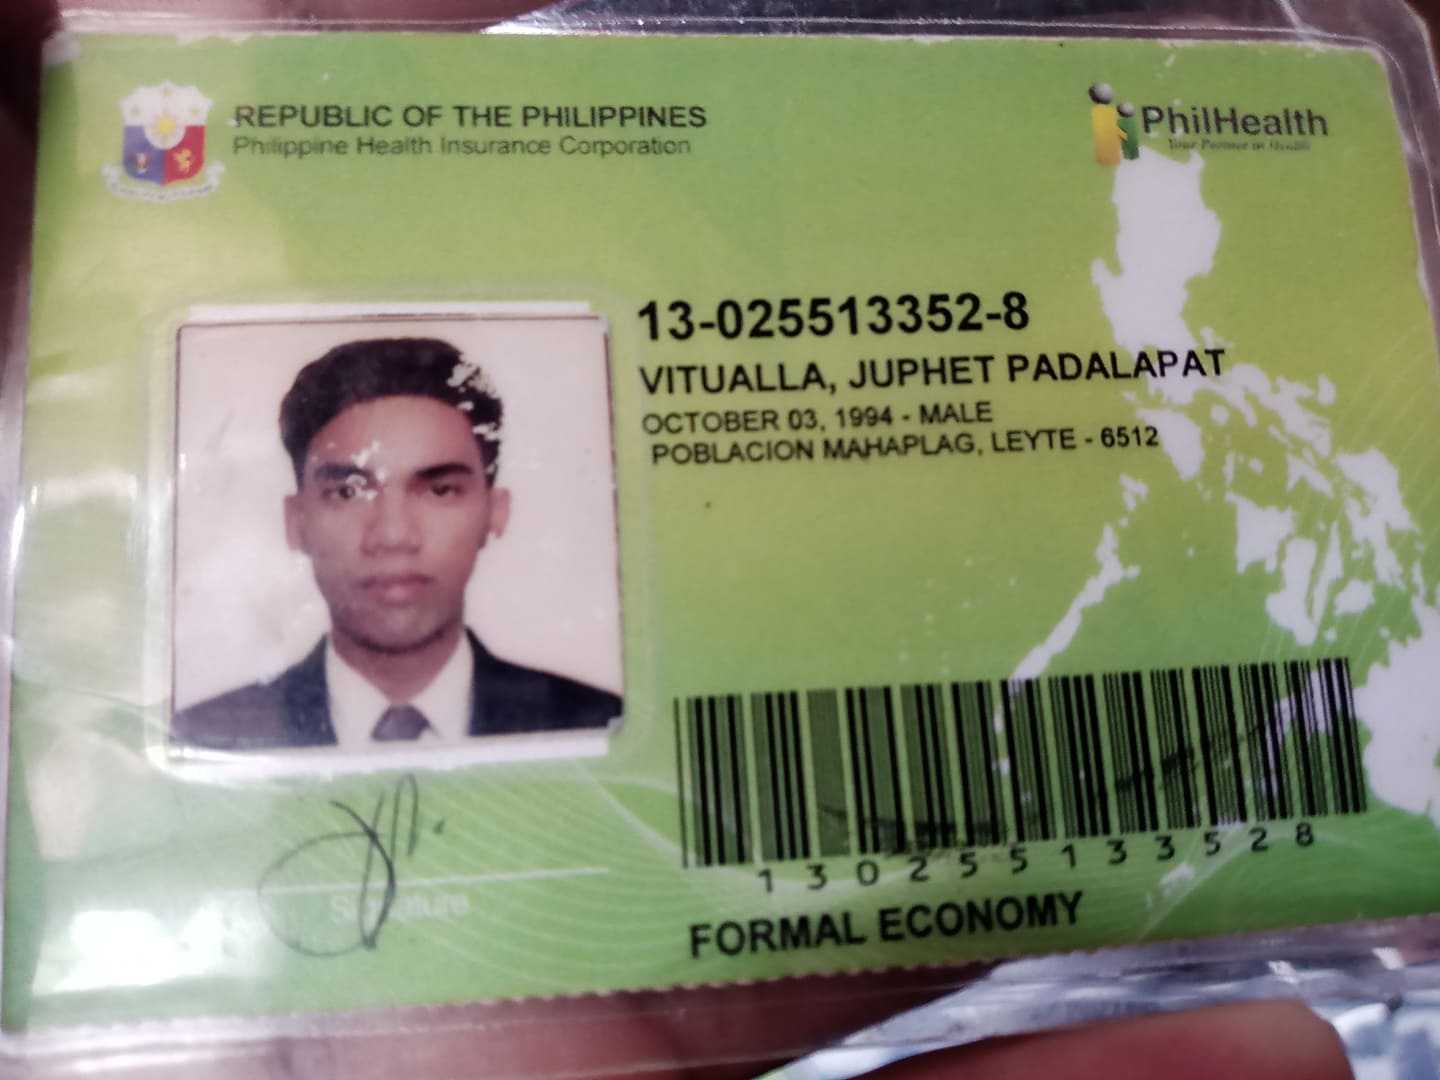 REPUBLIC OF THE PHILIPPINES
Philippine Health Insurance Corporation
PhilHealth
Your Partner in Health
13-025513352-8
VITUALLA, JUPHET PADALAPAT
OCTOBER 03, 1994 - MALE
POBLACION MAHAPLAG, LEYTE - 6512
Signature
130255133528
FORMAL ECONOMY